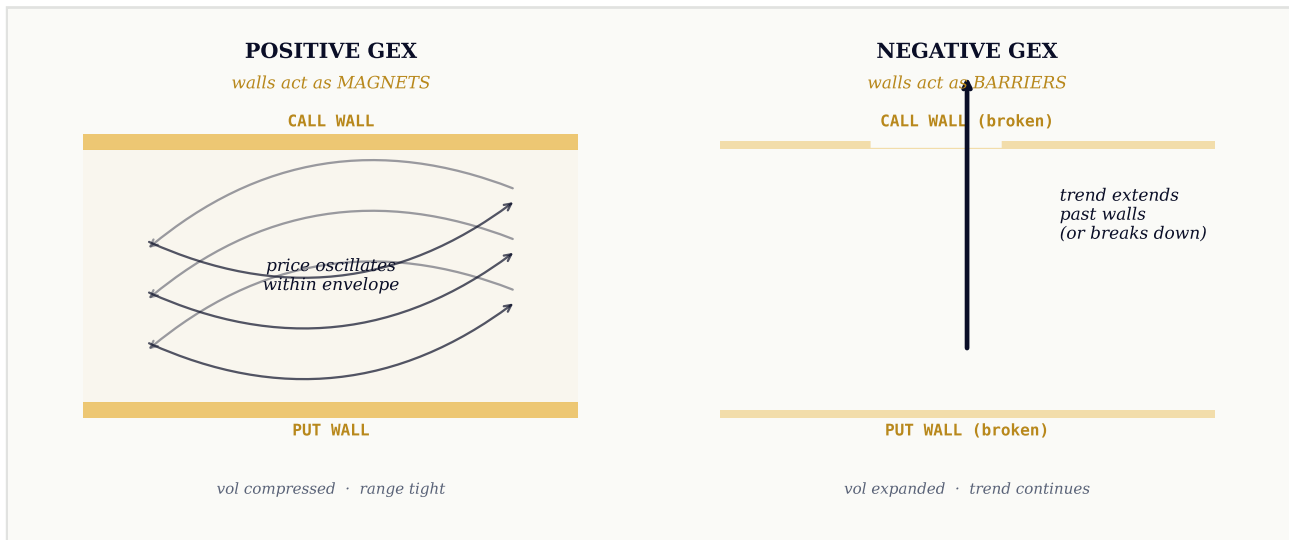 POSITIVE GEX
walls act as MAGNETS
CALL WALL
price oscillates
within envelope
PUT WALL
vol compressed · range tight
NEGATIVE GEX
walls act as BARRIERS
CALL WALL (broken)
trend extends
past walls
(or breaks down)
PUT WALL (broken)
vol expanded · trend continues